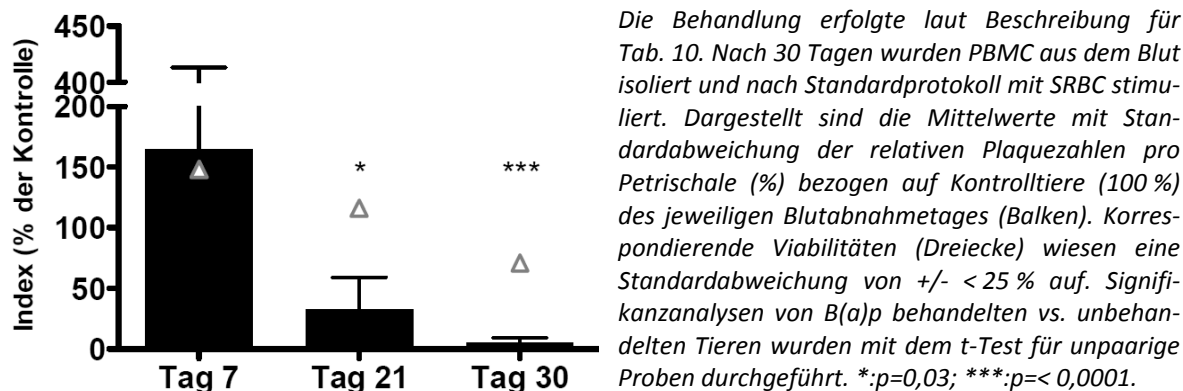 450
400
200
150
100
50
0
Index (% der Kontrolle)
*
***
Tag 7
Tag 21
Tag 30
Die Behandlung erfolgte laut Beschreibung für
Tab. 10. Nach 30 Tagen wurden PBMC aus dem Blut
isoliert und nach Standardprotokoll mit SRBC stimu-
liert. Dargestellt sind die Mittelwerte mit Stan-
dardabweichung der relativen Plaquezahlen pro
Petrischale (%) bezogen auf Kontrolltiere (100 %)
des jeweiligen Blutabnahmetages (Balken). Korres-
pondierende Viabilitäten (Dreiecke) wiesen eine
Standardabweichung von +/- < 25 % auf. Signifi-
kanzanalysen von B(a)p behandelten vs. unbehan-
delten Tieren wurden mit dem t-Test für unpaarige
Proben durchgeführt. *:p=0,03; ***:p=< 0,0001.